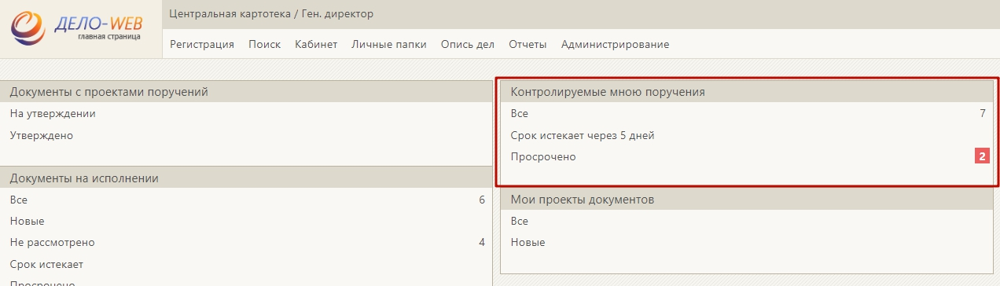 ДЕЛО-WEB
главная страница
Центральная картотека / Ген. директор
Регистрация Поиск Кабинет Личные папки Опись дел Отчеты Администрирование
Документы с проектами поручений
На утверждении
Утверждено
Документы на исполнении
Все 6
Новые
Не рассмотрено 4
Срок истекает
Просрочено
Контролируемые мною поручения
Все 7
Срок истекает через 5 дней
Просрочено 2
Мои проекты документов
Все
Новые